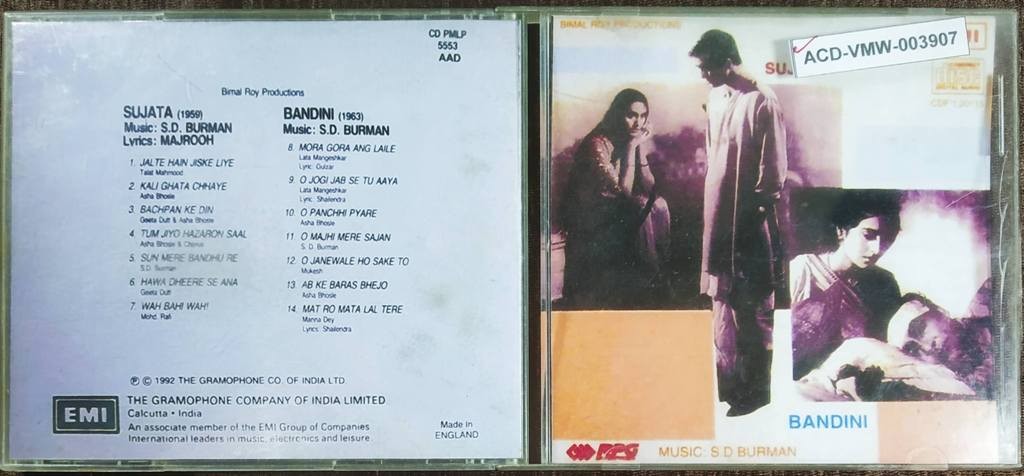 CD PMLP
5553
AAD
Bimal Roy Productions
SUJATA (1959)
Music: S.D. BURMAN
Lyrics: MAJROOH
1. JALTE HAIN JISKE LIYE
Talat Mahmood
2. KALI GHATA CHHAYE
Asha Bhosle
3. BACHPAN KE DIN
Geeta Dutt & Asha Bhosle
4. TUM JIYO HAZARON SAAL
Asha Bhosle & Chorus
5. SUN MERE BANDHU RE
S.D. Burman
6. HAWA DHEERE SE ANA
Geeta Dutt
7. WAH BAHI WAH!
Mohd. Rafi
BANDINI (1963)
Music: S.D. BURMAN
8. MORA GORA ANG LAILE
Lata Mangeshkar
Lyric: Gulzar
9. O JOGI JAB SE TU AAYA
Lata Mangeshkar
Lyric: Shailendra
10. O PANCHHI PYARE
Asha Bhosle
11. O MAJHI MERE SAJAN
S. D. Burman
12. O JANEWALE HO SAKE TO
Mukesh
13. AB KE BARAS BHEJO
Asha Bhosle
14. MAT RO MATA LAL TERE
Manna Dey
Lyrics: Shailendra
℗ © 1992 THE GRAMOPHONE CO. OF INDIA LTD.
EMI
THE GRAMOPHONE COMPANY OF INDIA LIMITED
Calcutta • India
An associate member of the EMI Group of Companies
International leaders in music, electronics and leisure.
Made in
ENGLAND
BIMAL ROY PRODUCTIONS
ACD-VMW-003907
SUJ
BANDINI
MUSIC: S D BURMAN